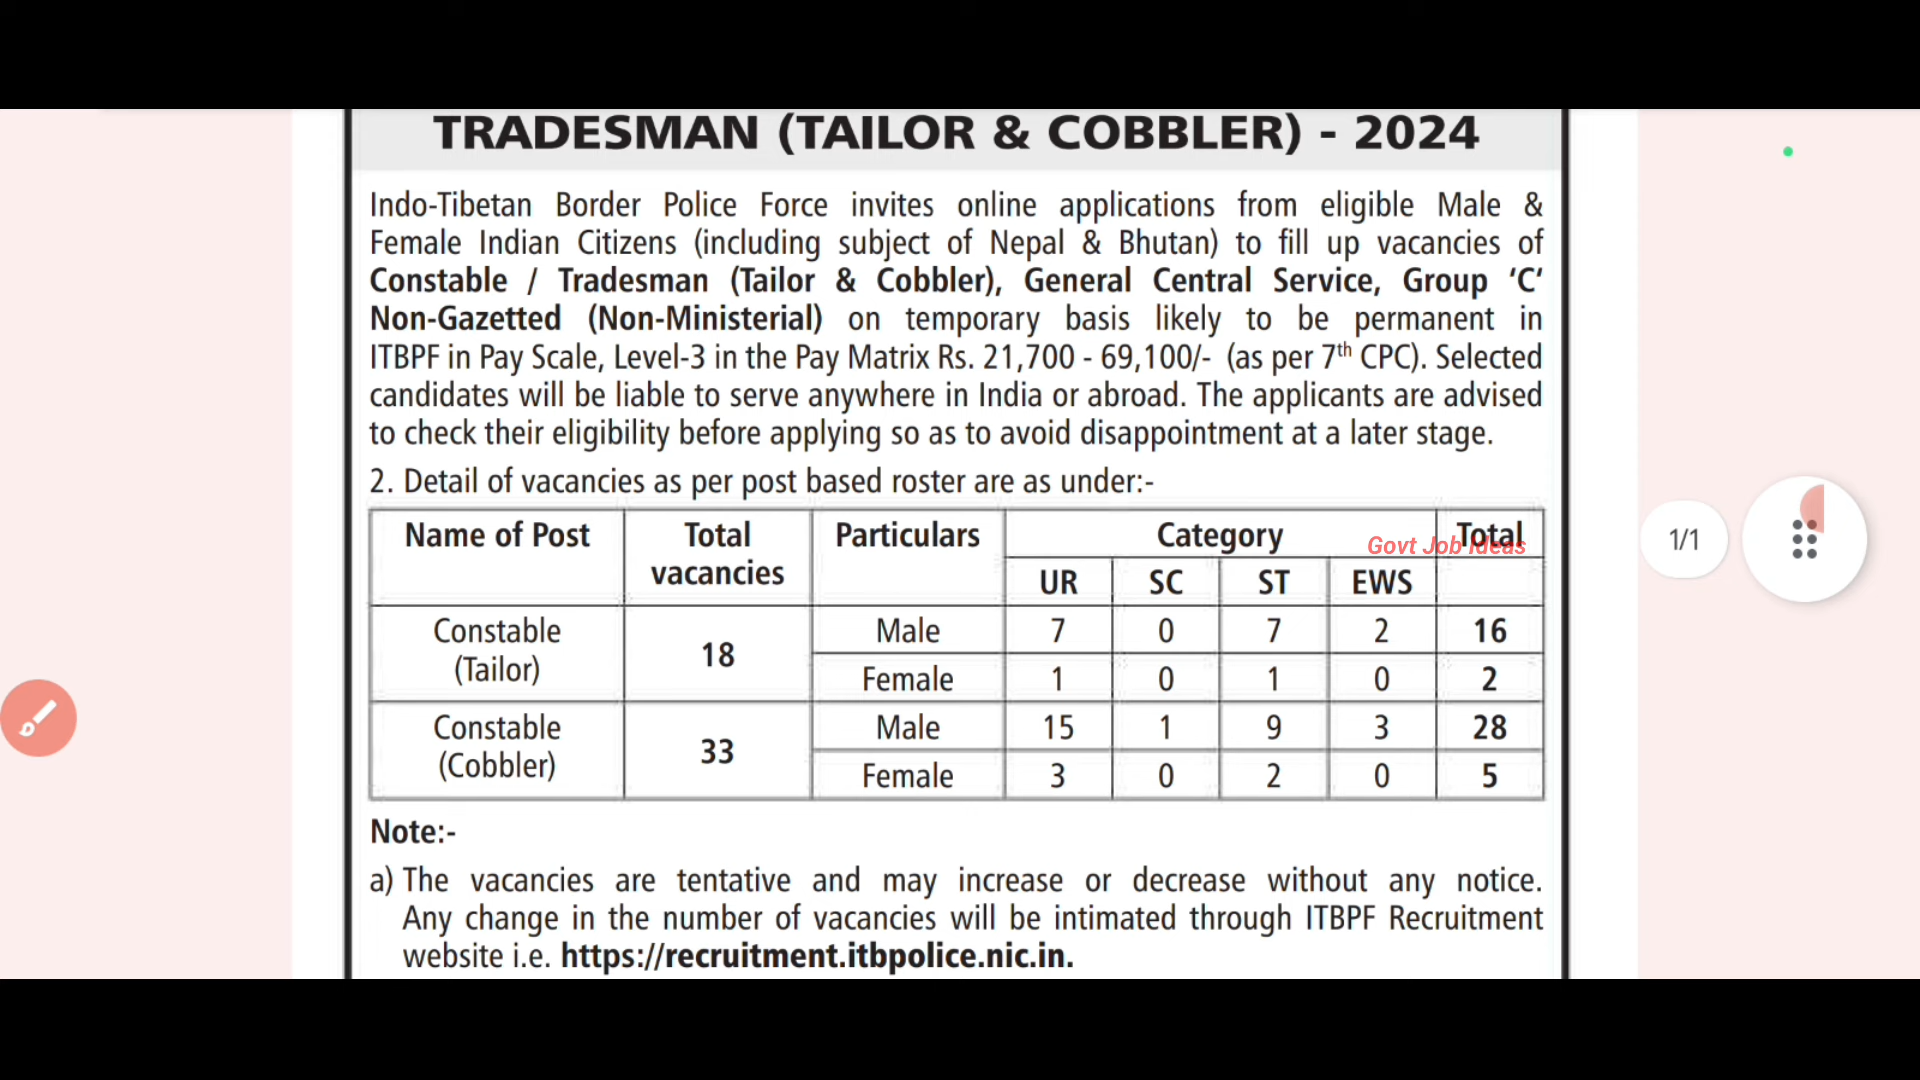 TRADESMAN (TAILOR & COBBLER) - 2024
Indo-Tibetan Border Police Force invites online applications from eligible Male &
Female Indian Citizens (including subject of Nepal & Bhutan) to fill up vacancies of
Constable / Tradesman (Tailor & Cobbler), General Central Service, Group ‘C‘
Non-Gazetted (Non-Ministerial) on temporary basis likely to be permanent in
ITBPF in Pay Scale, Level-3 in the Pay Matrix Rs. 21,700 - 69,100/- (as per 7th CPC). Selected
candidates will be liable to serve anywhere in India or abroad. The applicants are advised
to check their eligibility before applying so as to avoid disappointment at a later stage.
2. Detail of vacancies as per post based roster are as under:-
Name of Post Total vacancies Particulars Category Total
UR SC ST EWS
Govt Job Ideas
Constable (Tailor) 18 Male 7 0 7 2 16
Female 1 0 1 0 2
Constable (Cobbler) 33 Male 15 1 9 3 28
Female 3 0 2 0 5
Note:-
a) The vacancies are tentative and may increase or decrease without any notice.
Any change in the number of vacancies will be intimated through ITBPF Recruitment
website i.e. https://recruitment.itbpolice.nic.in.
1/1